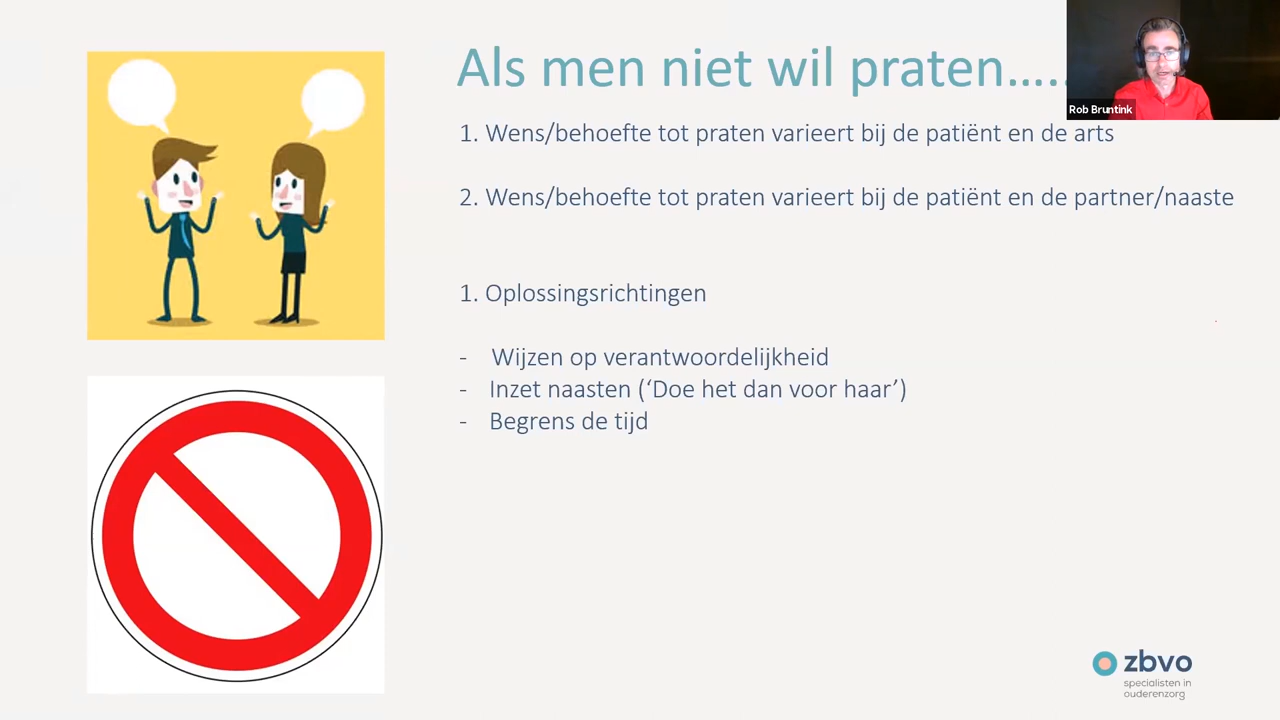 Als men niet wil praten.....
Rob Bruntink
1. Wens/behoefte tot praten varieert bij de patiënt en de arts
2. Wens/behoefte tot praten varieert bij de patiënt en de partner/naaste
1. Oplossingsrichtingen
- Wijzen op verantwoordelijkheid
- Inzet naasten (‘Doe het dan voor haar’)
- Begrens de tijd
zbvo
specialisten in
ouderenzorg